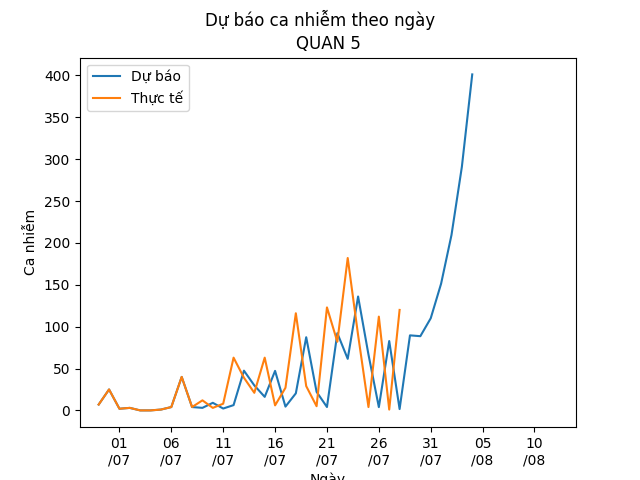 Dự báo ca nhiễm theo ngày
QUAN 5
Dự báo
Thực tế
Ca nhiễm
400
350
300
250
200
150
100
50
0
01 06 11 16 21 26 31 05 10
/07 /07 /07 /07 /07 /07 /07 /08 /08
Ngày